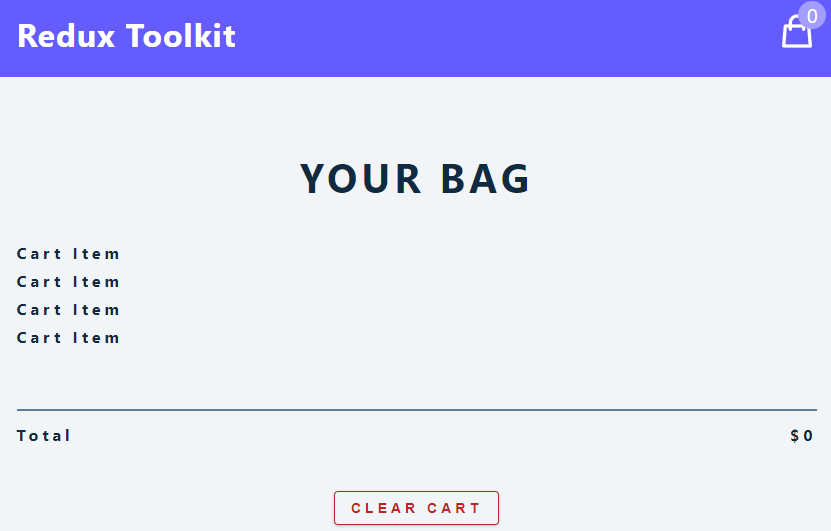 Redux Toolkit 0
YOUR BAG
Cart Item
Cart Item
Cart Item
Cart Item
Total $0
CLEAR CART